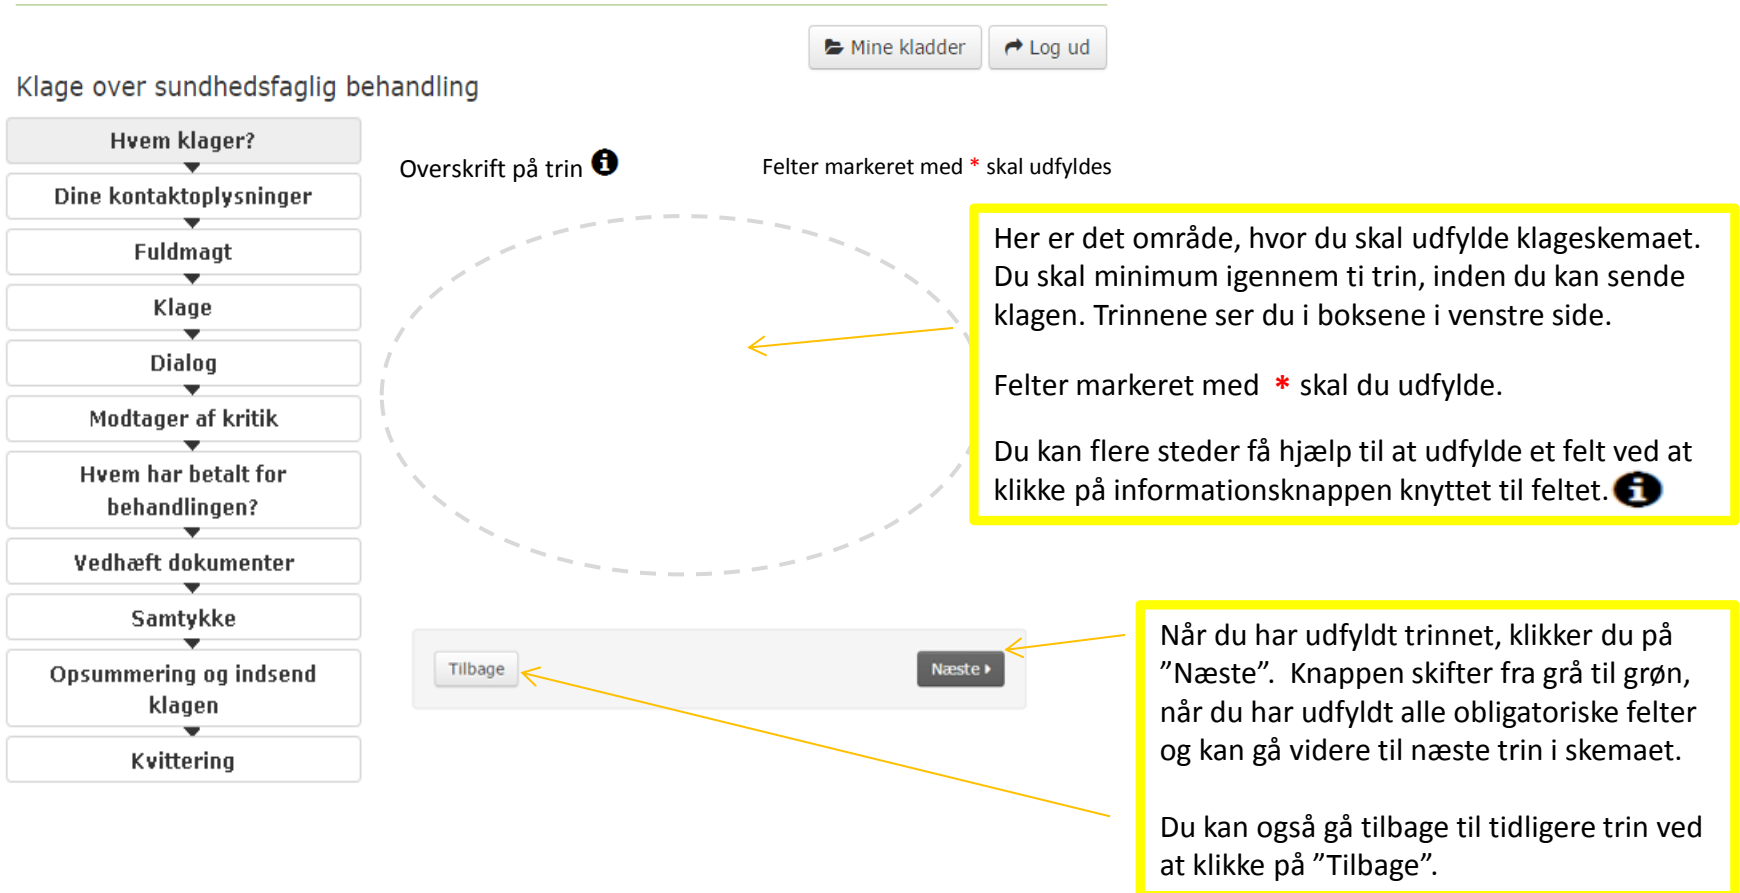 Mine kladder
Log ud
Klage over sundhedsfaglig behandling
Hvem klager?
Dine kontaktoplysninger
Fuldmagt
Klage
Dialog
Modtager af kritik
Hvem har betalt for
behandlingen?
Vedhæft dokumenter
Samtykke
Opsummering og indsend
klagen
Kvittering
Overskrift på trin
Felter markeret med * skal udfyldes
Her er det område, hvor du skal udfylde klageskemaet.
Du skal minimum igennem ti trin, inden du kan sende
klagen. Trinnene ser du i boksene i venstre side.
Felter markeret med * skal du udfylde.
Du kan flere steder få hjælp til at udfylde et felt ved at
klikke på informationsknappen knyttet til feltet.
Tilbage
Næste
Når du har udfyldt trinnet, klikker du på
”Næste”. Knappen skifter fra grå til grøn,
når du har udfyldt alle obligatoriske felter
og kan gå videre til næste trin i skemaet.
Du kan også gå tilbage til tidligere trin ved
at klikke på ”Tilbage”.